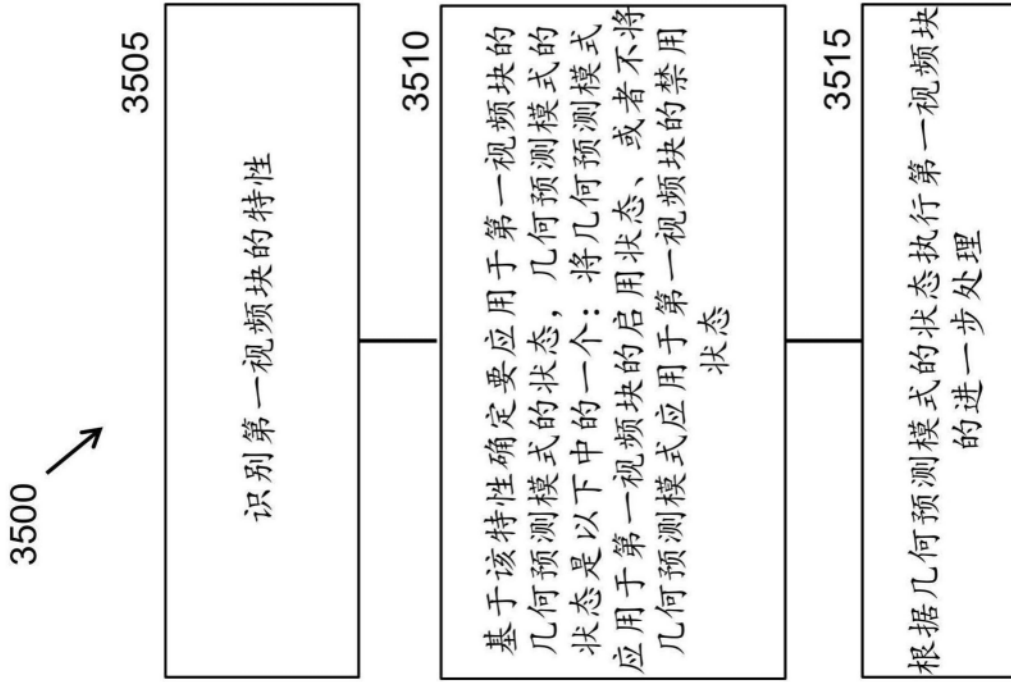 3500
3505
识别第一视频块的特性
3510
基于该特性确定要应用于第一视频块的
几何预测模式的状态，几何预测模式的
状态是以下中的一个：将几何预测模式
应用于第一视频块的启用状态、或者不将
几何预测模式应用于第一视频块的禁用
状态
3515
根据几何预测模式的状态执行第一视频块
的进一步处理